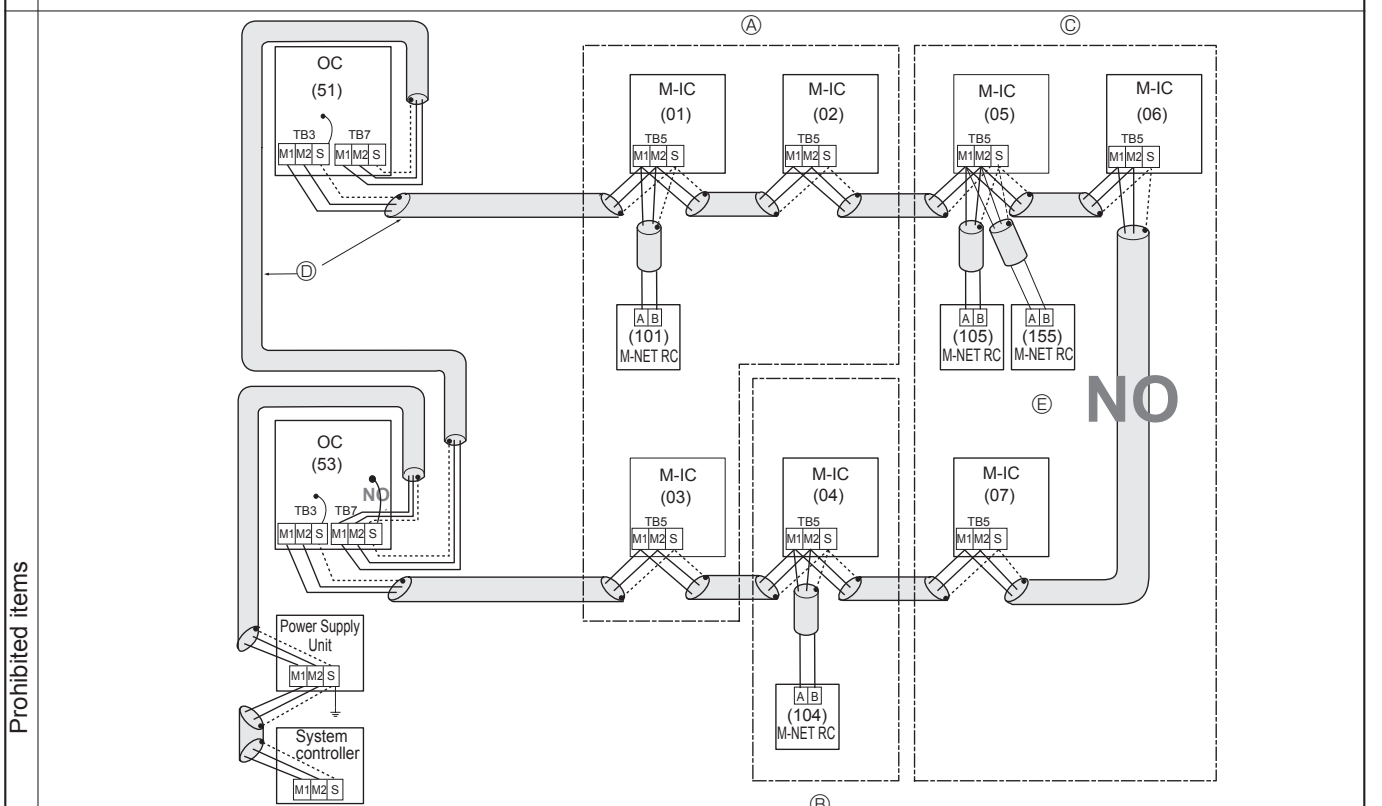 Prohibited items
Ⓐ
Ⓒ
OC
(51)
TB3 TB7
M1 M2 S M1 M2 S
M-IC
(01)
TB5
M1 M2 S
M-IC
(02)
TB5
M1 M2 S
M-IC
(05)
TB5
M1 M2 S
M-IC
(06)
TB5
M1 M2 S
Ⓓ
A B
(101)
M-NET RC
A B
(105)
M-NET RC
A B
(155)
M-NET RC
Ⓔ
NO
OC
(53)
NO
TB3 TB7
M1 M2 S M1 M2 S
M-IC
(03)
TB5
M1 M2 S
M-IC
(04)
TB5
M1 M2 S
M-IC
(07)
TB5
M1 M2 S
Power Supply
Unit
M1 M2 S
A B
(104)
M-NET RC
System
controller
M1 M2 S
Ⓑ